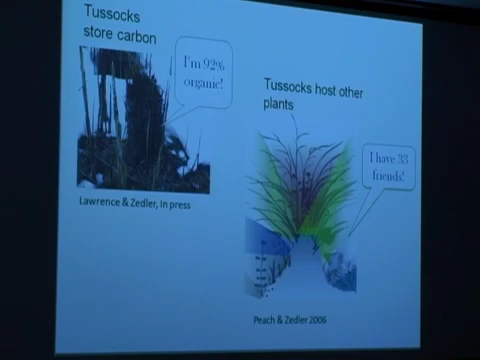 Tussocks
store carbon
I'm 92%
organic!
Lawrence & Zedler, in press
Tussocks host other
plants
I have 33
friends!
Peach & Zedler 2006